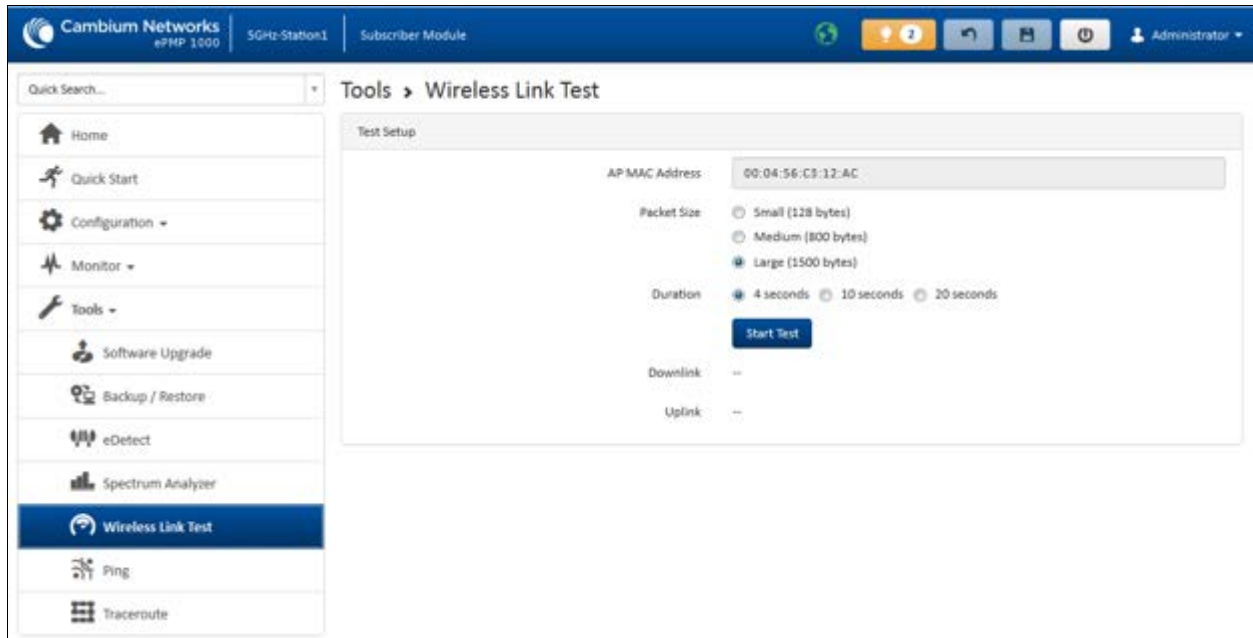 Cambium Networks
ePMP 1000
5GHz-Station1
Subscriber Module
2
Administrator
Quick Search...
Tools > Wireless Link Test
Home
Quick Start
Configuration
Monitor
Tools
Software Upgrade
Backup / Restore
eDetect
Spectrum Analyzer
Wireless Link Test
Ping
Traceroute
Test Setup
AP MAC Address 00:04:56:C3:12:AC
Packet Size Small (128 bytes)
Medium (800 bytes)
Large (1500 bytes)
Duration 4 seconds 10 seconds 20 seconds
Start Test
Downlink --
Uplink --